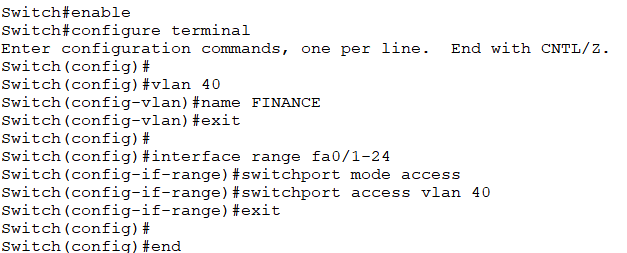 Switch#enable
Switch#configure terminal
Enter configuration commands, one per line.  End with CNTL/Z.
Switch(config)#
Switch(config)#vlan 40
Switch(config-vlan)#name FINANCE
Switch(config-vlan)#exit
Switch(config)#
Switch(config)#interface range fa0/1-24
Switch(config-if-range)#switchport mode access
Switch(config-if-range)#switchport access vlan 40
Switch(config-if-range)#exit
Switch(config)#
Switch(config)#end